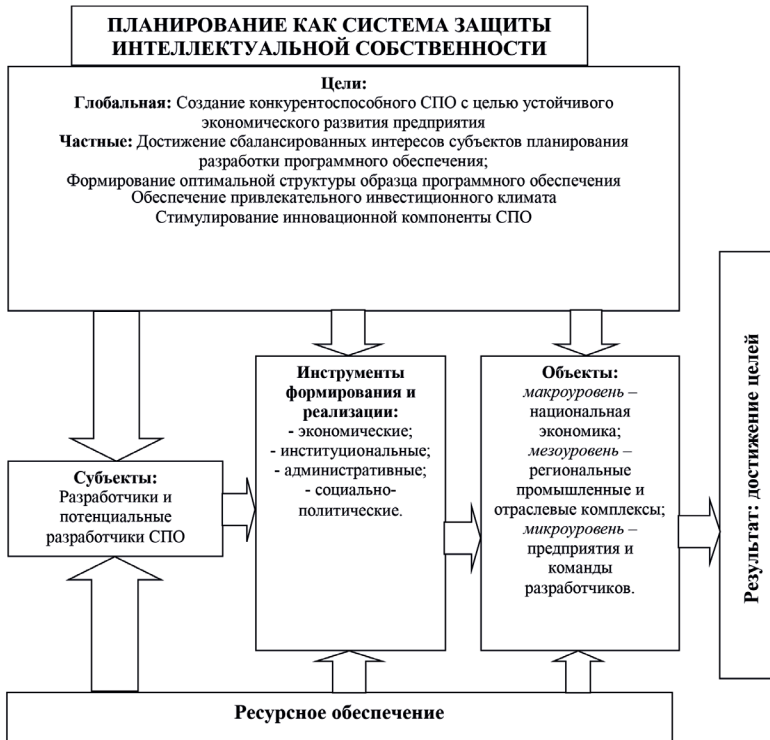 ПЛАНИРОВАНИЕ КАК СИСТЕМА ЗАЩИТЫ
ИНТЕЛЛЕКТУАЛЬНОЙ СОБСТВЕННОСТИ
Цели:
Глобальная: Создание конкурентоспособного СПО с целью устойчивого
экономического развития предприятия
Частные: Достижение сбалансированных интересов субъектов планирования
разработки программного обеспечения;
Формирование оптимальной структуры образца программного обеспечения
Обеспечение привлекательного инвестиционного климата
Стимулирование инновационной компоненты СПО
Субъекты:
Разработчики и
потенциальные
разработчики СПО
Инструменты
формирования и
реализации:
- экономические;
- институциональные;
- административные;
- социально-
политические.
Объекты:
макроуровень –
национальная
экономика;
мезоуровень –
региональные
промышленные и
отраслевые комплексы;
микроуровень –
предприятия и
команды
разработчиков.
Результат: достижение целей
Ресурсное обеспечение